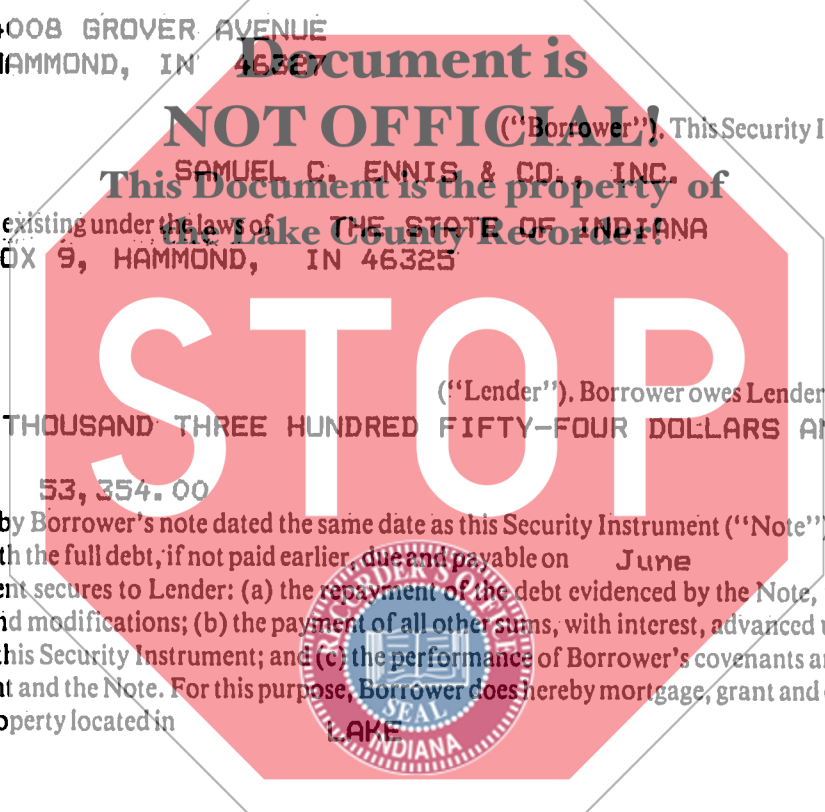 4008 GROVER AVENUE
HAMMOND, IN 46327
Document is
NOT OFFICIAL!
("Borrower"). This Security I
SAMUEL C. ENNIS & CO., INC.
This Document is the property of
existing under the laws of THE STATE OF INDIANA
the Lake County Recorder!
OX 9, HAMMOND, IN 46325
STOP
("Lender"). Borrower owes Lender
THOUSAND THREE HUNDRED FIFTY-FOUR DOLLARS AN
53,354.00
by Borrower's note dated the same date as this Security Instrument ("Note")
th the full debt, if not paid earlier, due and payable on June
ent secures to Lender: (a) the repayment of the debt evidenced by the Note,
nd modifications; (b) the payment of all other sums, with interest, advanced u
this Security Instrument; and (c) the performance of Borrower's covenants a
nt and the Note. For this purpose, Borrower does hereby mortgage, grant and
operty located in LAKE
RECORDER'S OFFICE
SEAL
INDIANA